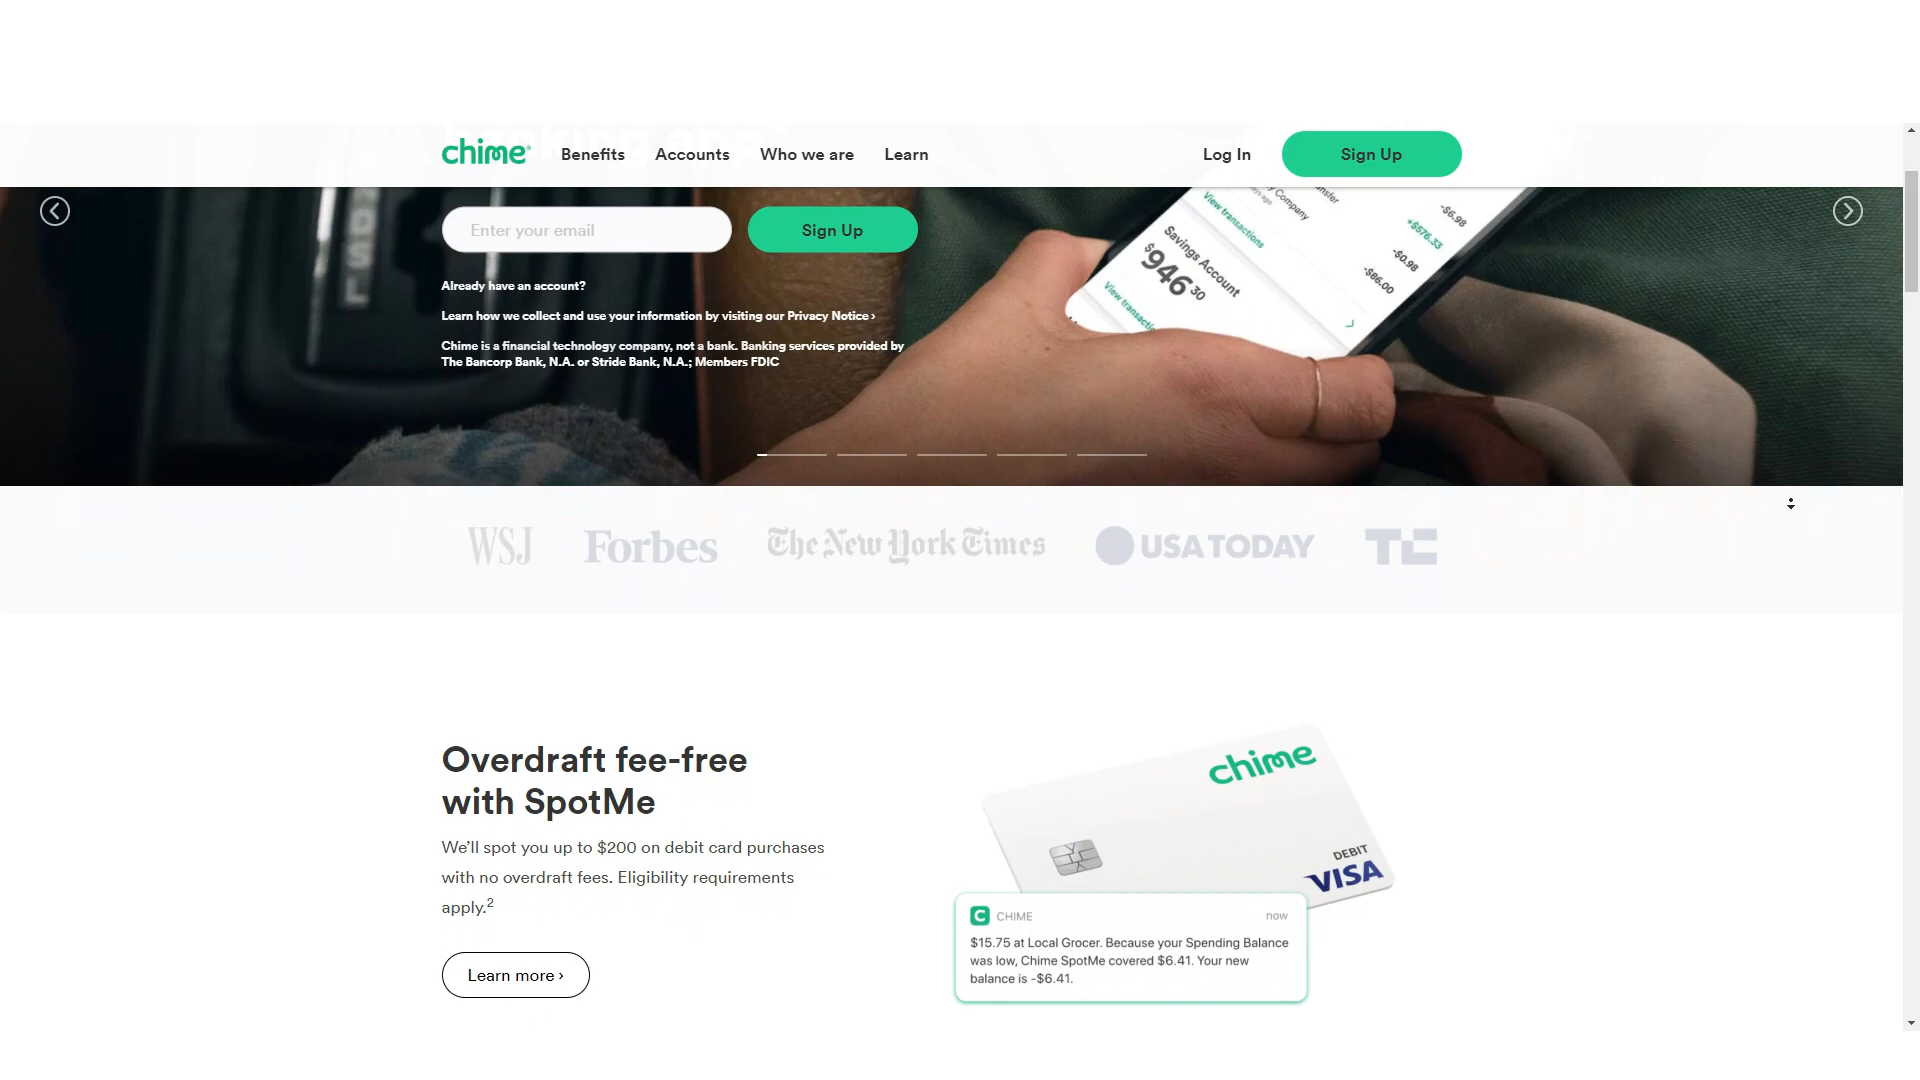 chime
Benefits
Accounts
Who we are
Learn
Log In
Sign Up
Enter your email
Sign Up
Already have an account?
Learn how we collect and use your information by visiting our Privacy Notice ›
Chime is a financial technology company, not a bank. Banking services provided by
The Bancorp Bank, N.A. or Stride Bank, N.A.; Members FDIC
Company
View transactions
-$6.98
+$576.33
-$0.98
-$86.00
Savings Account
$946.30
WSJ
Forbes
The New York Times
USA TODAY
TC
Overdraft fee-free
with SpotMe
We’ll spot you up to $200 on debit card purchases
with no overdraft fees. Eligibility requirements
apply.2
Learn more ›
chime
DEBIT
VISA
C CHIME
now
$15.75 at Local Grocer. Because your Spending Balance
was low, Chime SpotMe covered $6.41. Your new
balance is -$6.41.